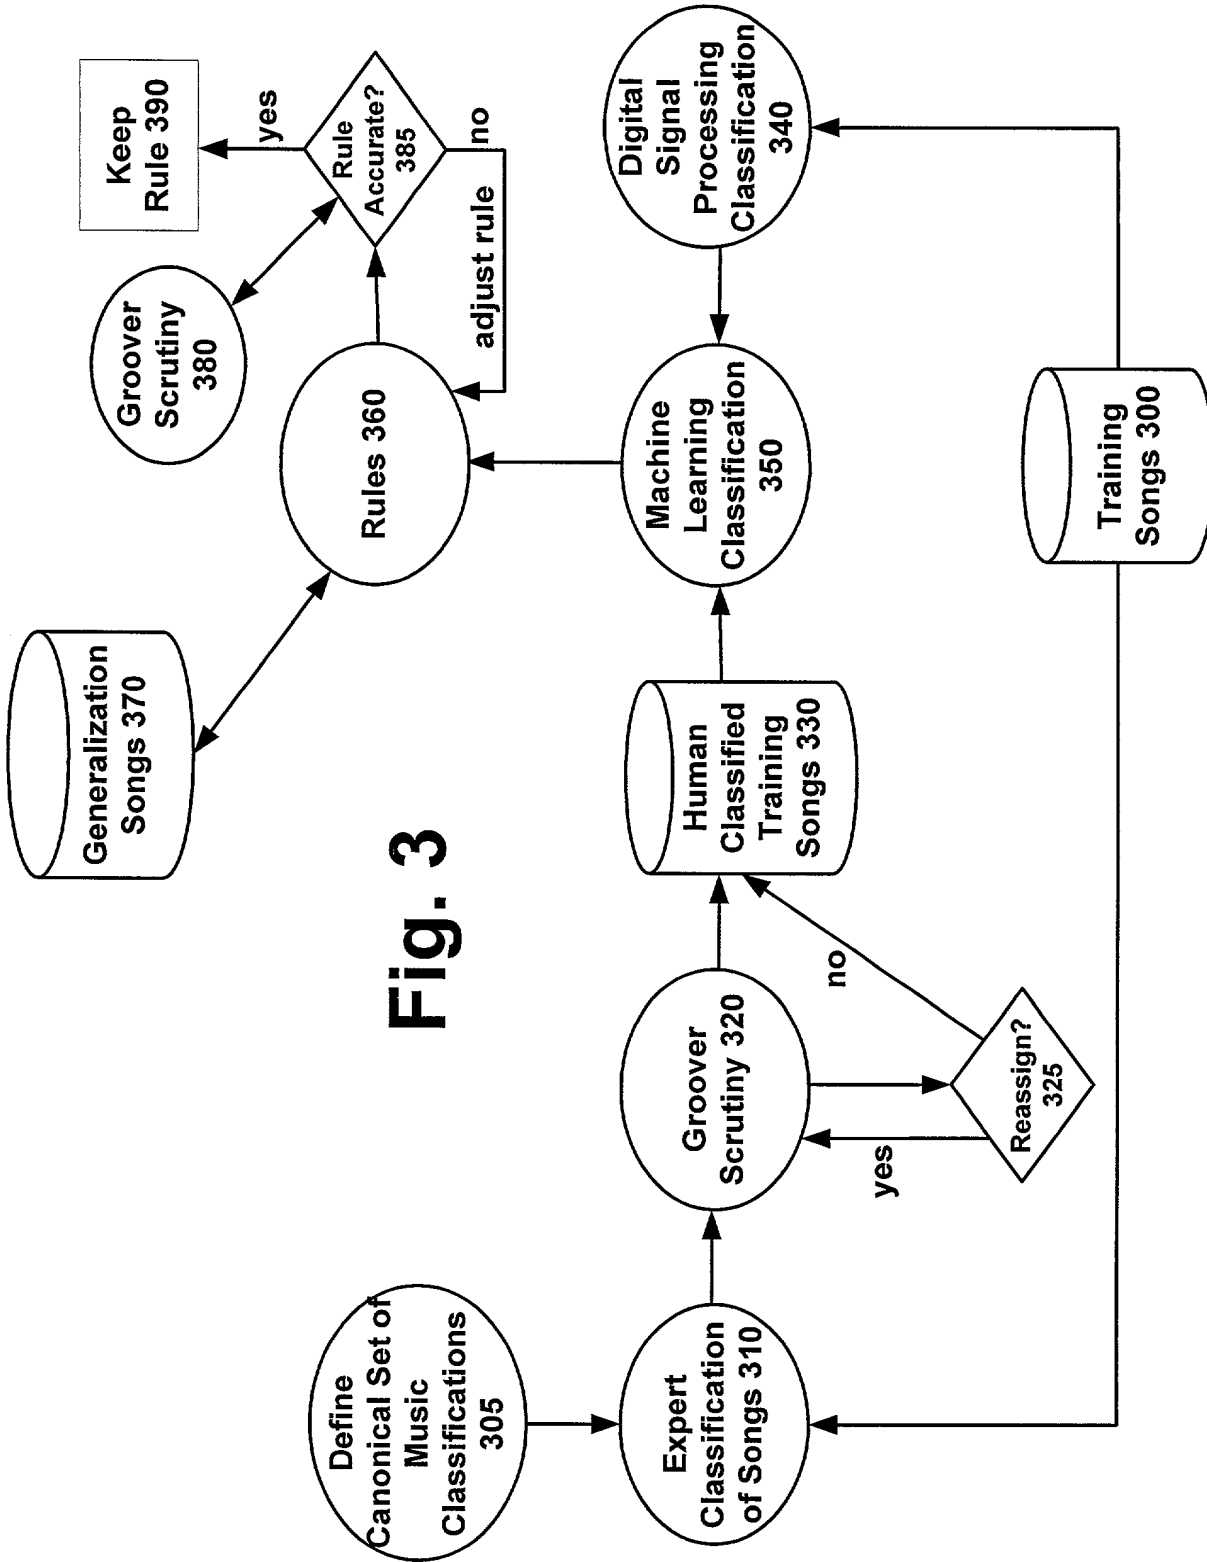 Define
Canonical Set of
Music
Classifications
305
Expert
Classification
of Songs 310
Groover
Scrutiny 320
yes
no
Reassign?
325
Human
Classified
Training
Songs 330
Training
Songs 300
Digital
Signal
Processing
Classification
340
Machine
Learning
Classification
350
Rules 360
Generalization
Songs 370
Groover
Scrutiny
380
Rule
Accurate?
385
yes
no
adjust rule
Keep
Rule 390
Fig. 3